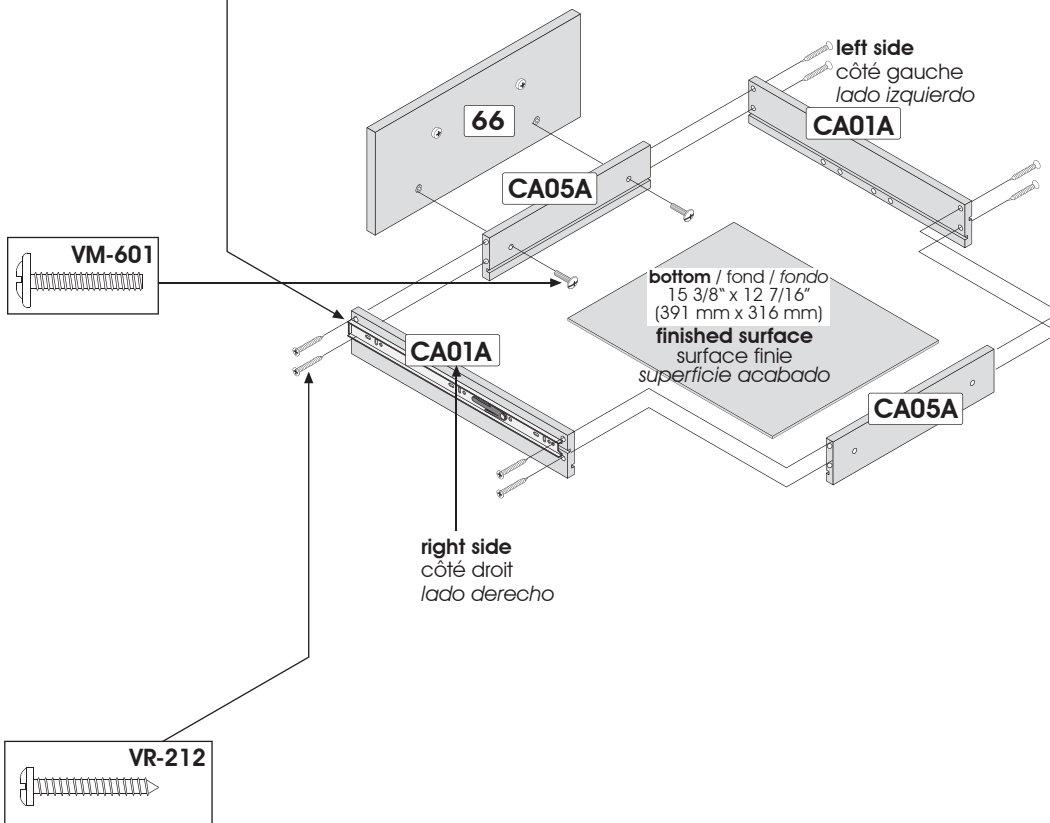 left side
côté gauche
lado izquierdo
66
CA01A
CA05A
VM-601
bottom / fond / fondo
15 3/8“ x 12 7/16”
(391 mm x 316 mm)
finished surface
surface finie
superficie acabado
CA01A
CA05A
right side
côté droit
lado derecho
VR-212